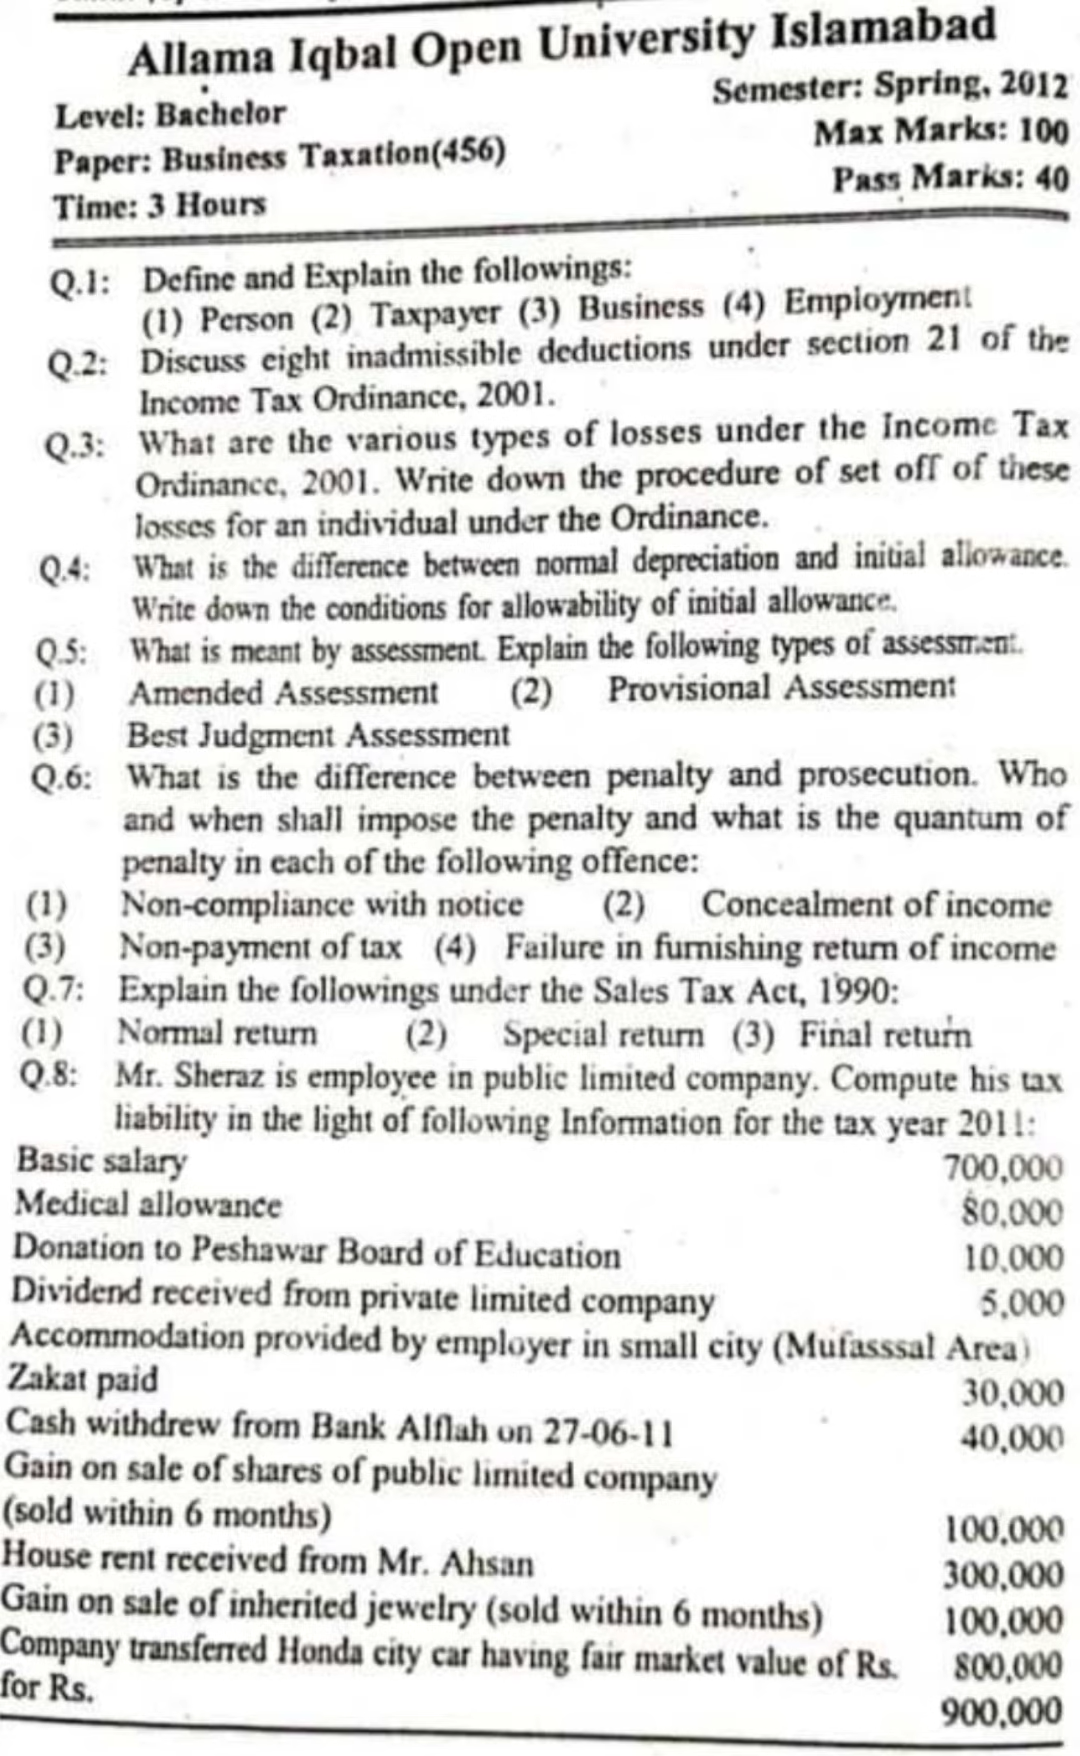 Allama Iqbal Open University Islamabad
Level: Bachelor
Semester: Spring, 2012
Paper: Business Taxation(456)
Max Marks: 100
Time: 3 Hours
Pass Marks: 40
Q.1: Define and Explain the followings:
(1) Person (2) Taxpayer (3) Business (4) Employment
Q.2: Discuss eight inadmissible deductions under section 21 of the
Income Tax Ordinance, 2001.
Q.3: What are the various types of losses under the Income Tax
Ordinance, 2001. Write down the procedure of set off of these
losses for an individual under the Ordinance.
Q.4: What is the difference between normal depreciation and initial allowance.
Write down the conditions for allowability of initial allowance.
Q.5: What is meant by assessment. Explain the following types of assessment.
(1) Amended Assessment (2) Provisional Assessment
(3) Best Judgment Assessment
Q.6: What is the difference between penalty and prosecution. Who
and when shall impose the penalty and what is the quantum of
penalty in each of the following offence:
(1) Non-compliance with notice (2) Concealment of income
(3) Non-payment of tax (4) Failure in furnishing return of income
Q.7: Explain the followings under the Sales Tax Act, 1990:
(1) Normal return (2) Special return (3) Final return
Q.8: Mr. Sheraz is employee in public limited company. Compute his tax
liability in the light of following Information for the tax year 2011:
Basic salary 700,000
Medical allowance 80,000
Donation to Peshawar Board of Education 10,000
Dividend received from private limited company 5,000
Accommodation provided by employer in small city (Mufasssal Area)
Zakat paid 30,000
Cash withdrew from Bank Alflah on 27-06-11 40,000
Gain on sale of shares of public limited company
(sold within 6 months) 100,000
House rent received from Mr. Ahsan 300,000
Gain on sale of inherited jewelry (sold within 6 months) 100,000
Company transferred Honda city car having fair market value of Rs. 800,000
for Rs. 900,000